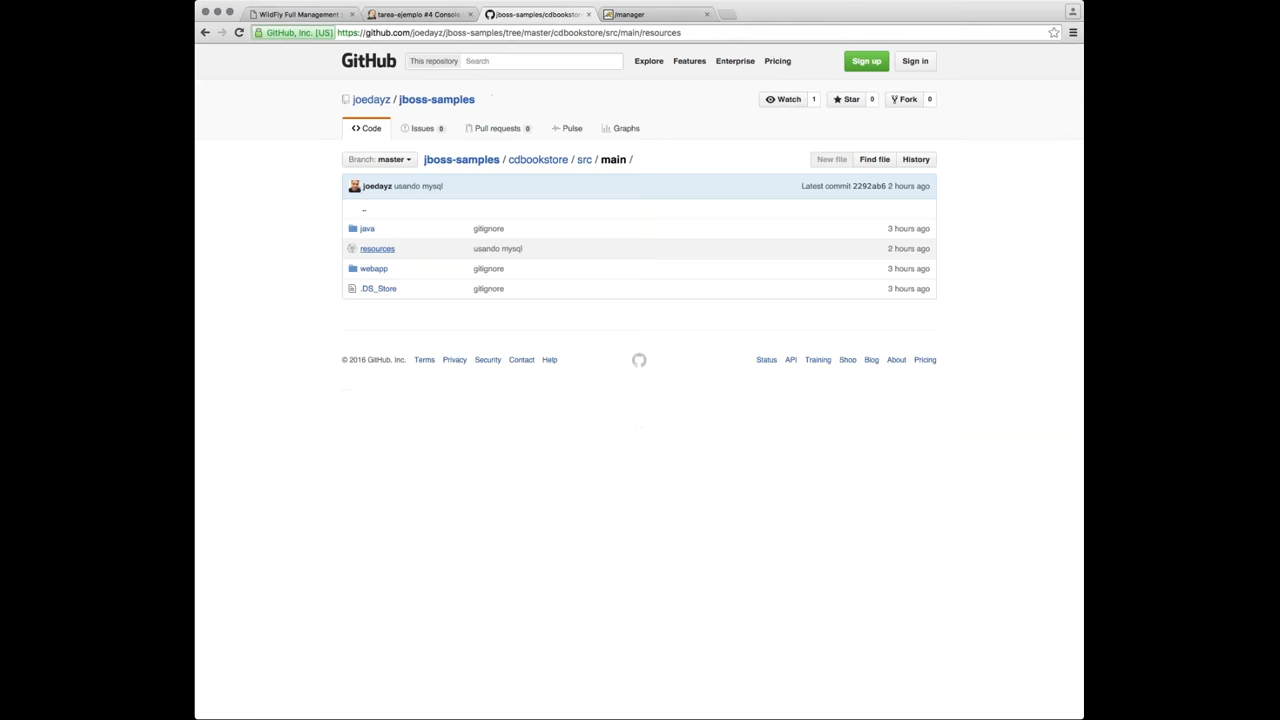 WildFly Full Management
tarea-ejemplo #4 Console
jboss-samples/cdbookstor
/manager
GitHub, Inc. [US] https://github.com/joedayz/jboss-samples/tree/master/cdbookstore/src/main/resources
GitHub This repository Search Explore Features Enterprise Pricing Sign up Sign in
joedayz / jboss-samples Watch 1 Star 0 Fork 0
Code Issues 0 Pull requests 0 Pulse Graphs
Branch: master jboss-samples / cdbookstore / src / main / New file Find file History
joedayz usando mysql Latest commit 2292ab6 2 hours ago
..
java gitignore 3 hours ago
resources usando mysql 2 hours ago
webapp gitignore 3 hours ago
.DS_Store gitignore 3 hours ago
© 2016 GitHub, Inc. Terms Privacy Security Contact Help Status API Training Shop Blog About Pricing